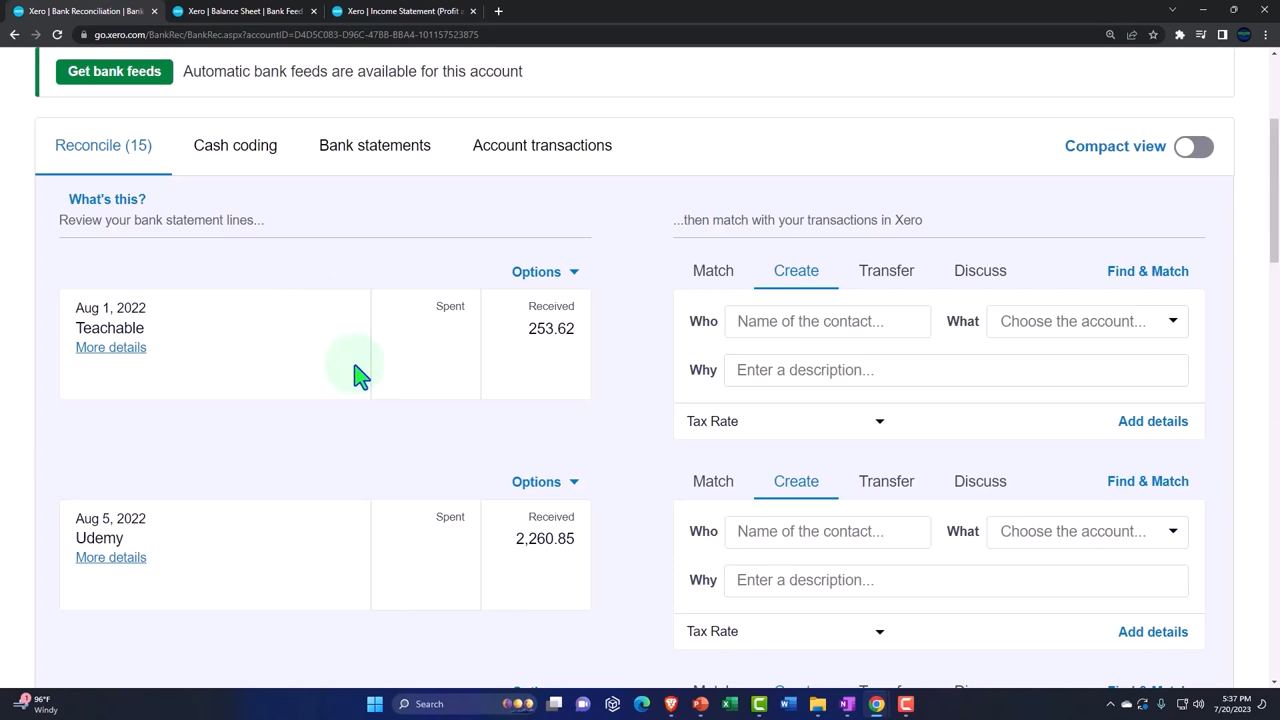 Xero | Reconciliation | Bank
Xero | Balance Sheet | Bank Feed
Xero | Income Statement (Profit a
go.xero.com/BankRec/BankRec.aspx?accountID=D4D5C083-D96C-47BB-BBA4-101157523875
Get bank feeds Automatic bank feeds are available for this account
Reconcile (15) Cash coding Bank statements Account transactions Compact view
What's this?
Review your bank statement lines... ...then match with your transactions in Xero
Options Match Create Transfer Discuss Find & Match
Aug 1, 2022 Spent Received
Teachable 253.62
More details
Who Name of the contact... What Choose the account...
Why Enter a description...
Tax Rate Add details
Options Match Create Transfer Discuss Find & Match
Aug 5, 2022 Spent Received
Udemy 2,260.85
More details
Who Name of the contact... What Choose the account...
Why Enter a description...
Tax Rate Add details
1 96°F
Windy
Search
5:37 PM
7/20/2023